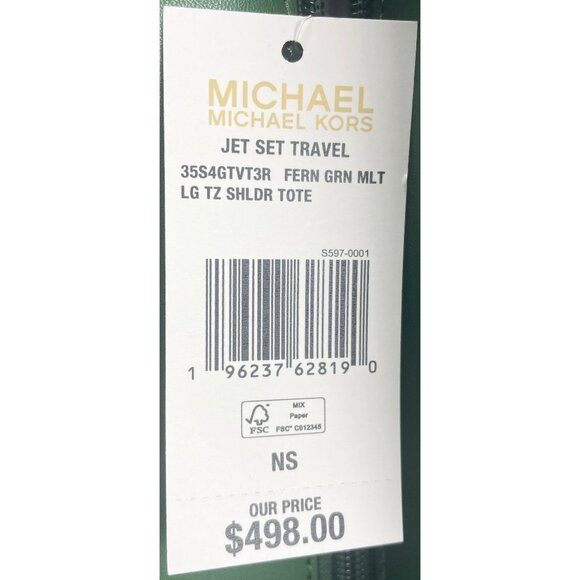 MICHAEL
MICHAEL KORS
JET SET TRAVEL
35S4GTVT3R FERN GRN MLT
LG TZ SHLDR TOTE
S597-0001
1 96237 62819 0
FSC
MIX
Paper
FSC® C012345
NS
OUR PRICE
$498.00